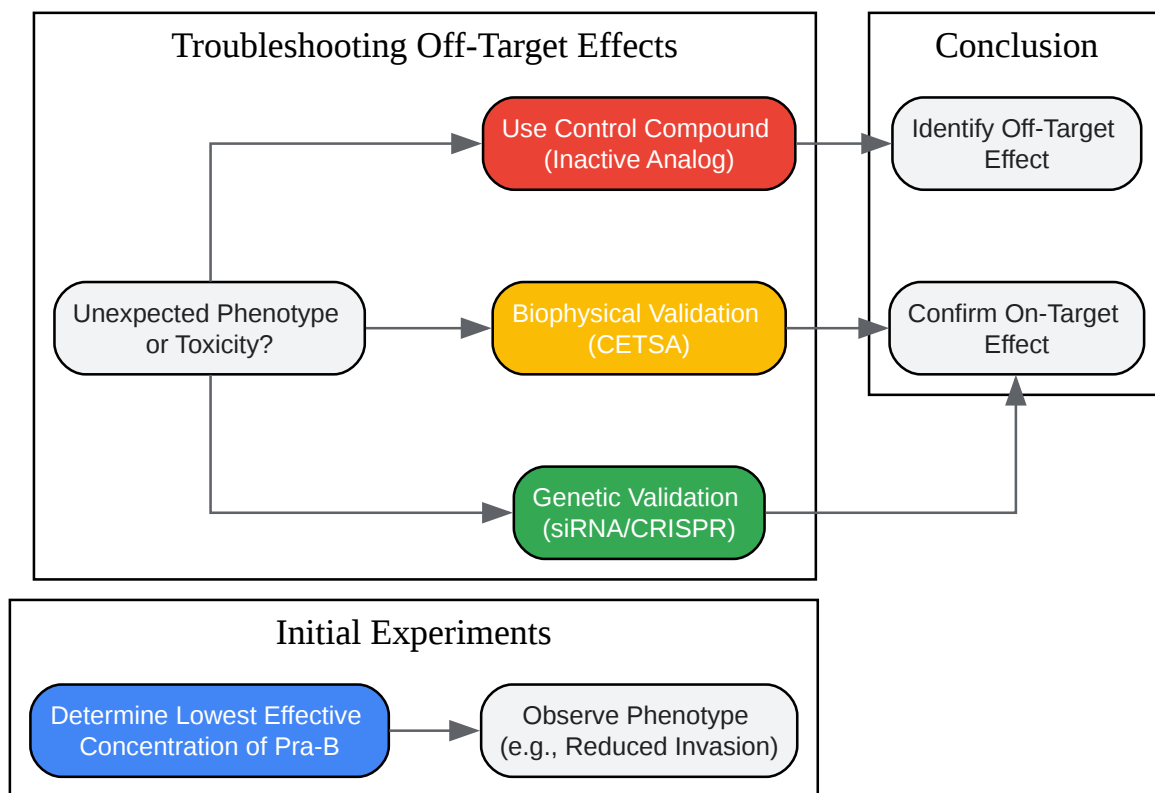 Troubleshooting Off-Target Effects
Conclusion
Use Control Compound
(Inactive Analog)
Identify Off-Target
Effect
Unexpected Phenotype
or Toxicity?
Biophysical Validation
(CETSA)
Confirm On-Target
Effect
Genetic Validation
(siRNA/CRISPR)
Initial Experiments
Determine Lowest Effective
Concentration of Pra-B
Observe Phenotype
(e.g., Reduced Invasion)